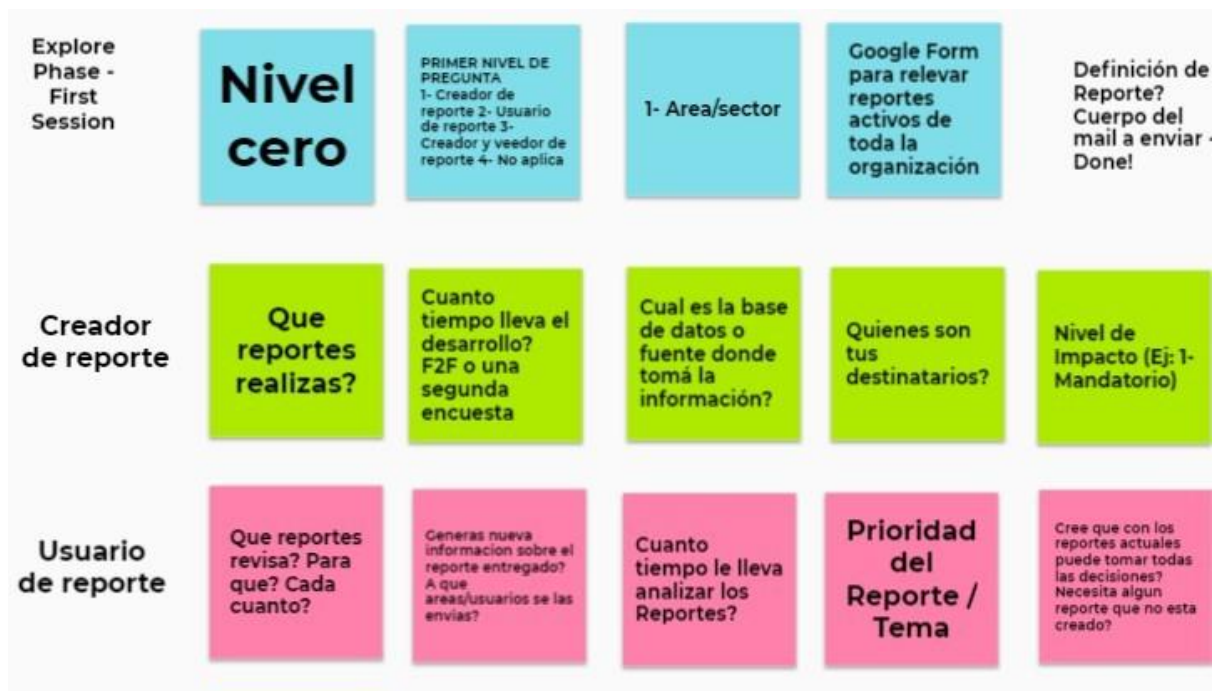 Explore
Phase -
First
Session
Nivel
cero
PRIMER NIVEL DE
PREGUNTA
1- Creador de
reporte 2- Usuario
de reporte 3-
Creador y veedor de
reporte 4- No aplica
1- Area/sector
Google Form
para relevar
reportes
activos de
toda la
organización
Definición de
Reporte?
Cuerpo del
mail a enviar -
Done!
Creador
de reporte
Que
reportes
realizas?
Cuanto
tiempo lleva el
desarrollo?
F2F o una
segunda
encuesta
Cual es la base
de datos o
fuente donde
tomá la
información?
Quienes son
tus
destinatarios?
Nivel de
Impacto (Ej: 1-
Mandatorio)
Usuario
de reporte
Que reportes
revisa? Para
que? Cada
cuanto?
Generas nueva
informacion sobre el
reporte entregado?
A que
areas/usuarios se las
envias?
Cuanto
tiempo le lleva
analizar los
Reportes?
Prioridad
del
Reporte /
Tema
Cree que con los
reportes actuales
puede tomar todas
las decisiones?
Necesita algun
reporte que no esta
creado?